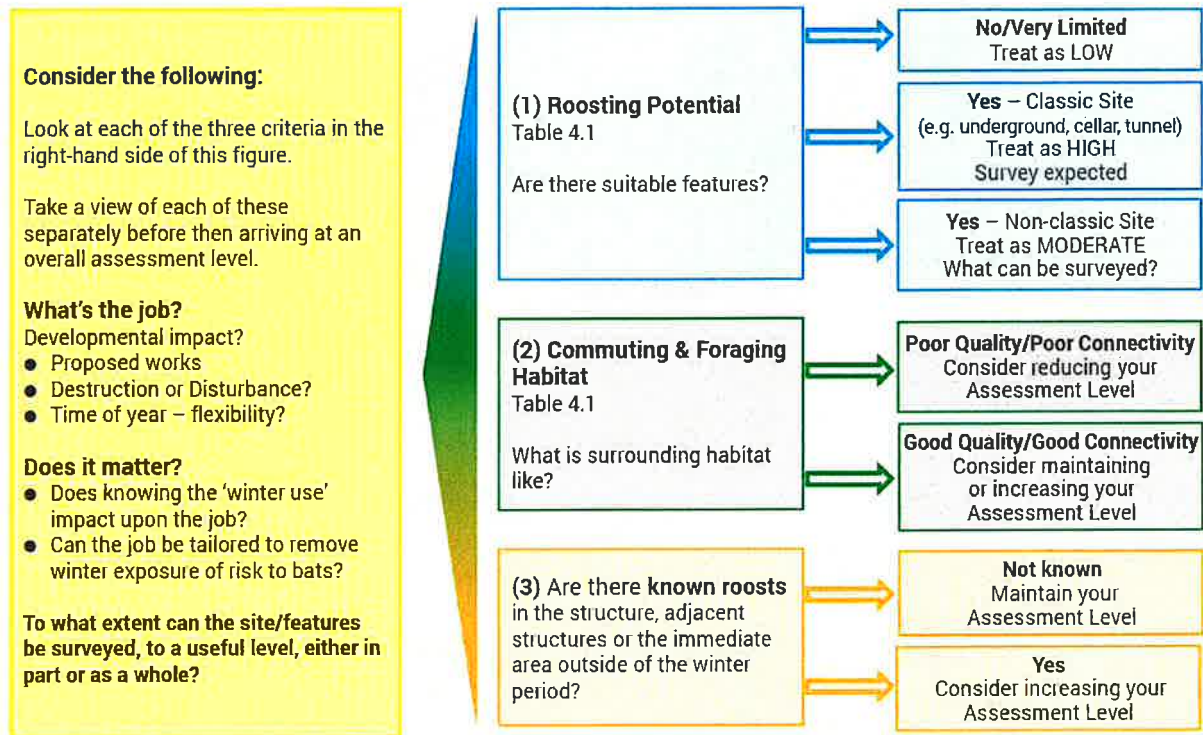 Consider the following:
Look at each of the three criteria in the
right-hand side of this figure.
Take a view of each of these
separately before then arriving at an
overall assessment level.
What's the job?
Developmental impact?
● Proposed works
● Destruction or Disturbance?
● Time of year – flexibility?
Does it matter?
● Does knowing the 'winter use'
impact upon the job?
● Can the job be tailored to remove
winter exposure of risk to bats?
To what extent can the site/features
be surveyed, to a useful level, either in
part or as a whole?
(1) Roosting Potential
Table 4.1
Are there suitable features?
No/Very Limited
Treat as LOW
Yes – Classic Site
(e.g. underground, cellar, tunnel)
Treat as HIGH
Survey expected
Yes – Non-classic Site
Treat as MODERATE
What can be surveyed?
(2) Commuting & Foraging
Habitat
Table 4.1
What is surrounding habitat
like?
Poor Quality/Poor Connectivity
Consider reducing your
Assessment Level
Good Quality/Good Connectivity
Consider maintaining
or increasing your
Assessment Level
(3) Are there known roosts
in the structure, adjacent
structures or the immediate
area outside of the winter
period?
Not known
Maintain your
Assessment Level
Yes
Consider increasing your
Assessment Level